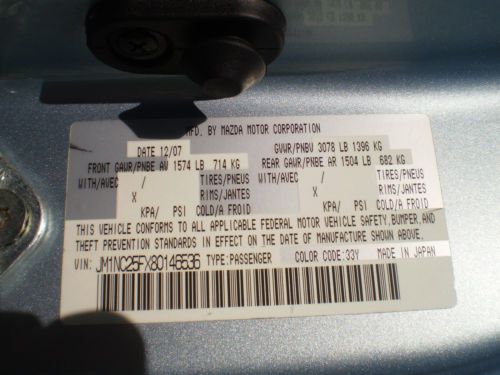 MFD. BY MAZDA MOTOR CORPORATION
DATE 12/07 GVWR/PNBV 3078 LB 1396 KG
FRONT GAWR/PNBE AV 1574 LB 714 KG REAR GAWR/PNBE AR 1504 LB 682 KG
WITH/AVEC / TIRES/PNEUS WITH/AVEC / TIRES/PNEUS
X RIMS/JANTES X RIMS/JANTES
KPA/ PSI COLD/A FROID KPA/ PSI COLD/A FROID
THIS VEHICLE CONFORMS TO ALL APPLICABLE FEDERAL MOTOR VEHICLE SAFETY, BUMPER, AND
THEFT PREVENTION STANDARDS IN EFFECT ON THE DATE OF MANUFACTURE SHOWN ABOVE.
VIN: JM1NC25FX80146536 TYPE:PASSENGER COLOR CODE:33Y MADE IN JAPAN